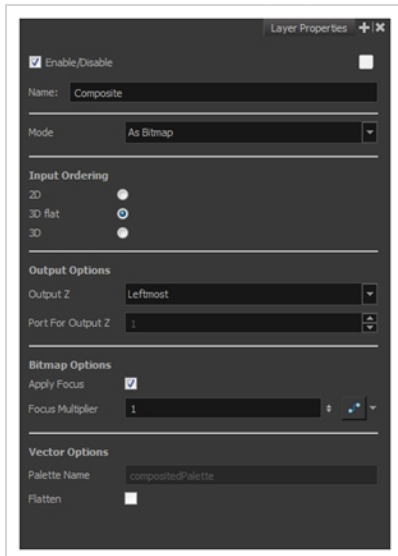 Layer Properties
Enable/Disable
Name: Composite
Mode As Bitmap
Input Ordering
2D
3D flat
3D
Output Options
Output Z Leftmost
Port For Output Z 1
Bitmap Options
Apply Focus
Focus Multiplier 1
Vector Options
Palette Name compositedPalette
Flatten